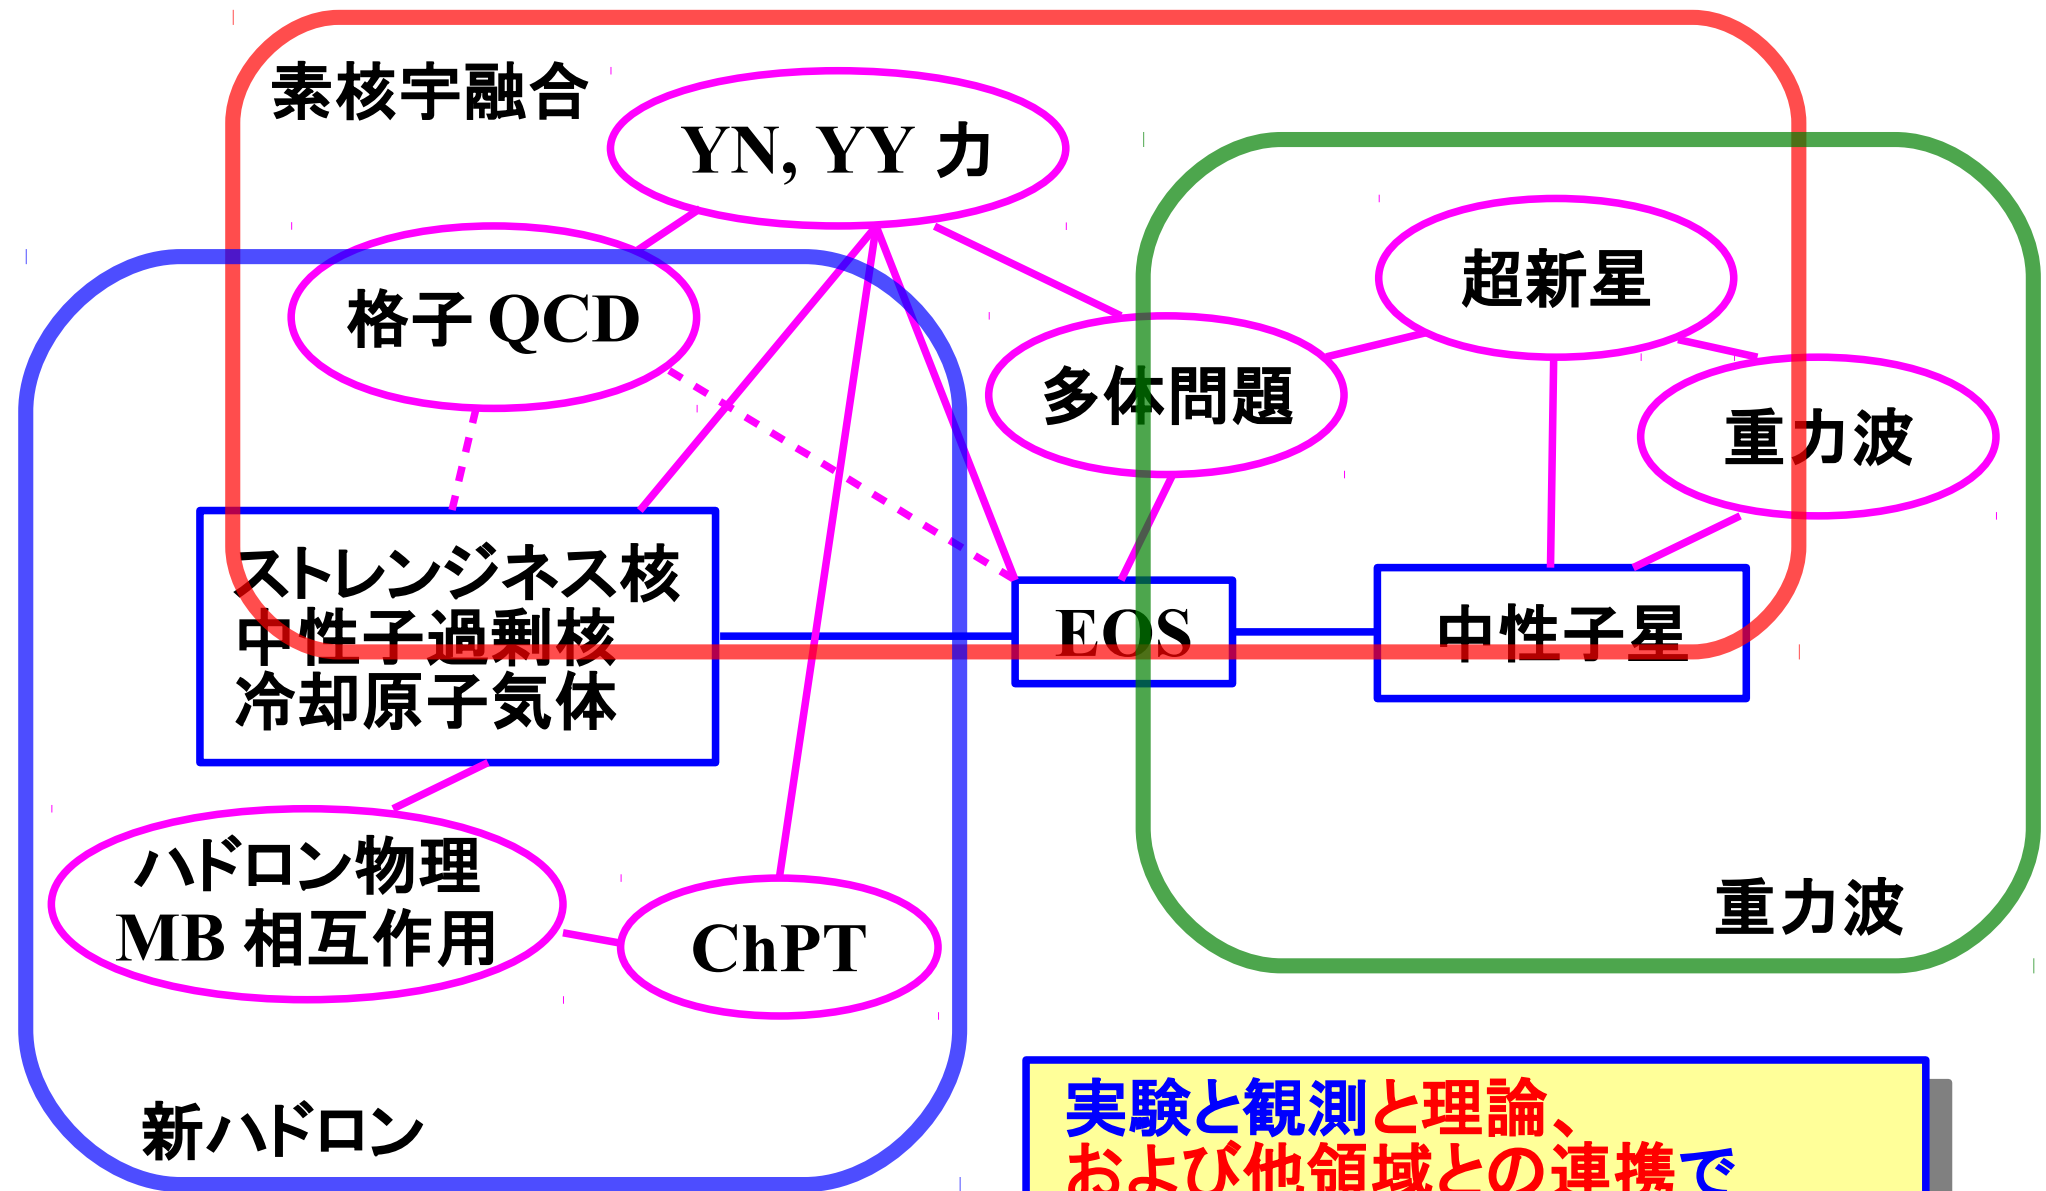 素核宇融合
YN, YY 力
格子 QCD
超新星
多体問題
重力波
ストレンジネス核
中性子過剰核
冷却原子気体
EOS
中性子星
ハドロン物理
MB 相互作用
ChPT
重力波
新ハドロン
実験と観測と理論、
および他領域との連携で